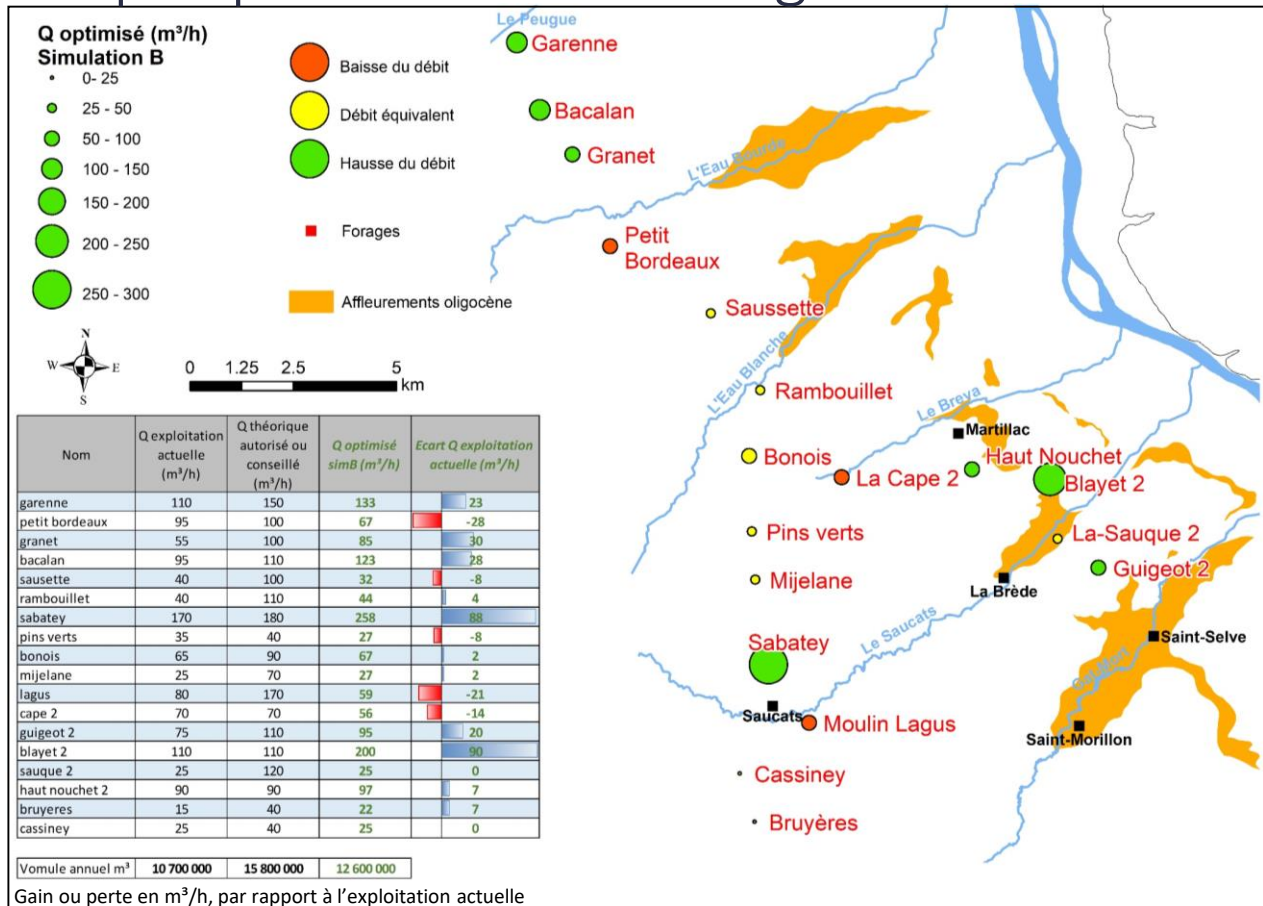 Q optimisé (m³/h)
Simulation B
0- 25
25 - 50
50 - 100
100 - 150
150 - 200
200 - 250
250 - 300
Baisse du débit
Débit équivalent
Hausse du débit
Forages
Affleurements oligocène
N
W E
S
0 1.25 2.5 5
km
Le Peugue
Garenne
Bacalan
Granet
L'Eau Bourde
Petit
Bordeaux
Saussette
L'Eau Blanche
Rambouillet
Le Breya
Martillac
Bonois
La Cape 2
Haut Nouchet
Blayet 2
Pins verts
La-Sauque 2
Mijelane
Guigeot 2
La Brède
Le Saucats
Sabatey
Saint-Selve
Gat Mort
Saucats
Moulin Lagus
Saint-Morillon
Cassiney
Bruyères
Nom | Q exploitation actuelle (m³/h) | Q théorique autorisé ou conseillé (m³/h) | Q optimisé simB (m³/h) | Ecart Q exploitation actuelle (m³/h)
garenne 110 150 133 23
petit bordeaux 95 100 67 -28
granet 55 100 85 30
bacalan 95 110 123 28
sausette 40 100 32 -8
rambouillet 40 110 44 4
sabatey 170 180 258 88
pins verts 35 40 27 -8
bonois 65 90 67 2
mijelane 25 70 27 2
lagus 80 170 59 -21
cape 2 70 70 56 -14
guigeot 2 75 110 95 20
blayet 2 110 110 200 90
sauque 2 25 120 25 0
haut nouchet 2 90 90 97 7
bruyeres 15 40 22 7
cassiney 25 40 25 0
Vomule annuel m³ 10 700 000 15 800 000 12 600 000
Gain ou perte en m³/h, par rapport à l'exploitation actuelle